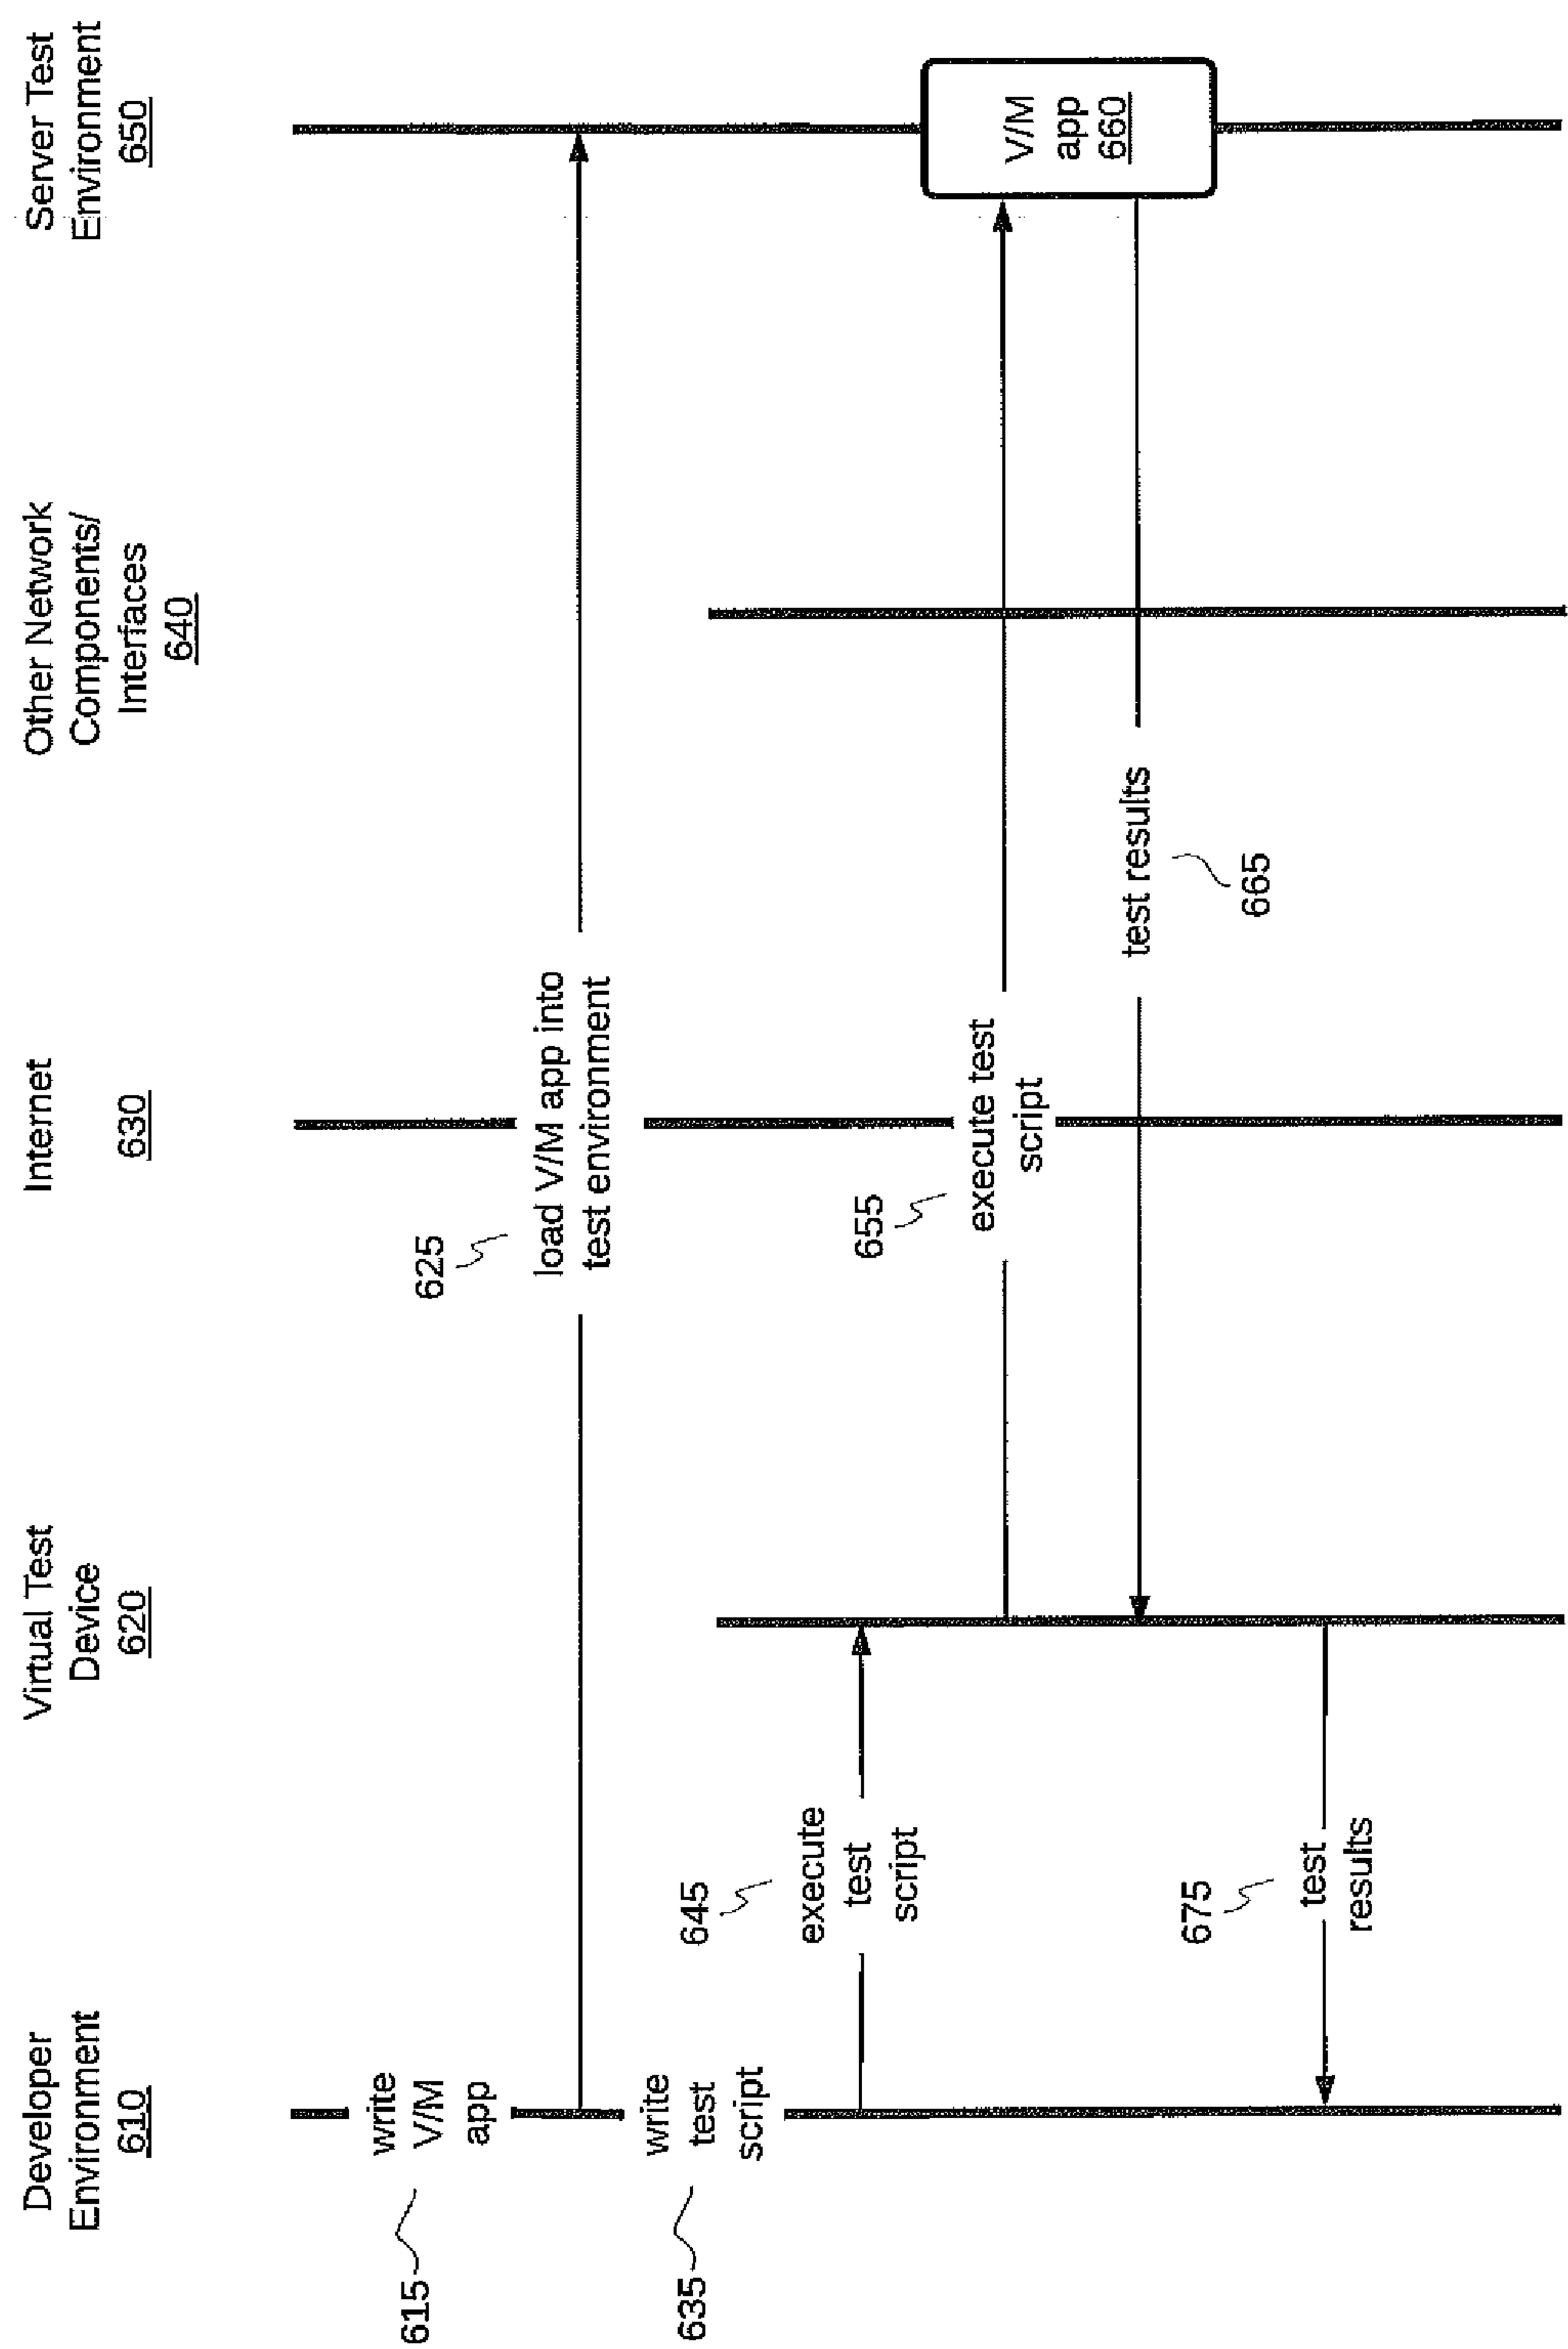 Developer
Environment
610
Virtual Test
Device
620
Internet
630
Other Network
Components/
Interfaces
640
Server Test
Environment
650
615
write
V/M
app
625
load V/M app into
test environment
635
write
test
script
645
execute
test
script
655
execute test
script
V/M
app
660
test results
665
675
test
results